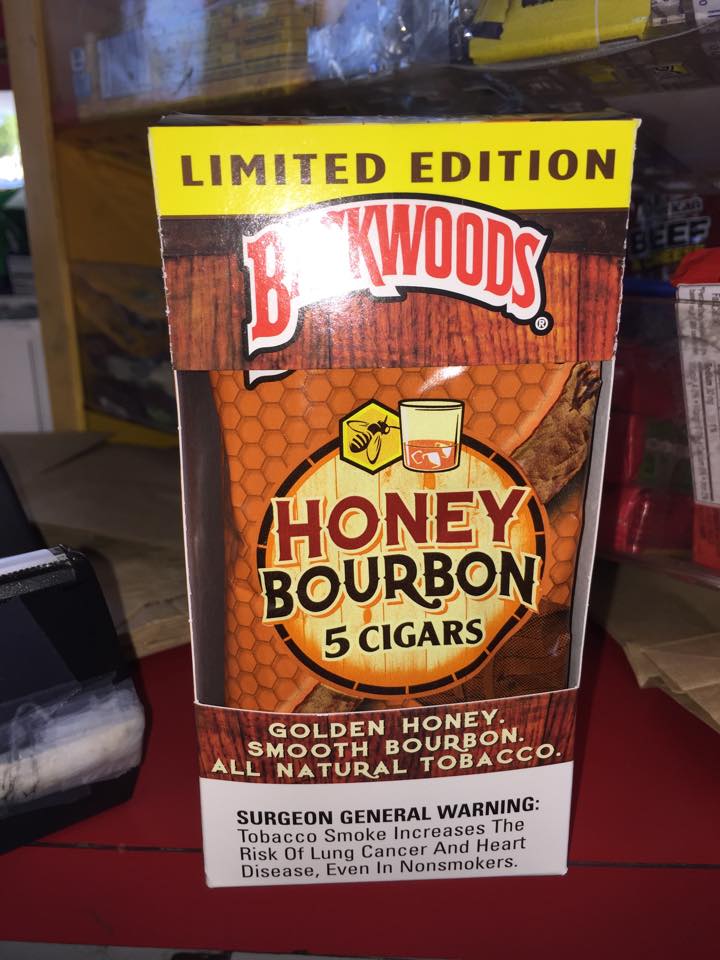 LIMITED EDITION
BACKWOODS
®
HONEY
BOURBON
5 CIGARS
GOLDEN HONEY.
SMOOTH BOURBON.
ALL NATURAL TOBACCO.
SURGEON GENERAL WARNING:
Tobacco Smoke Increases The
Risk Of Lung Cancer And Heart
Disease, Even In Nonsmokers.
BEEF